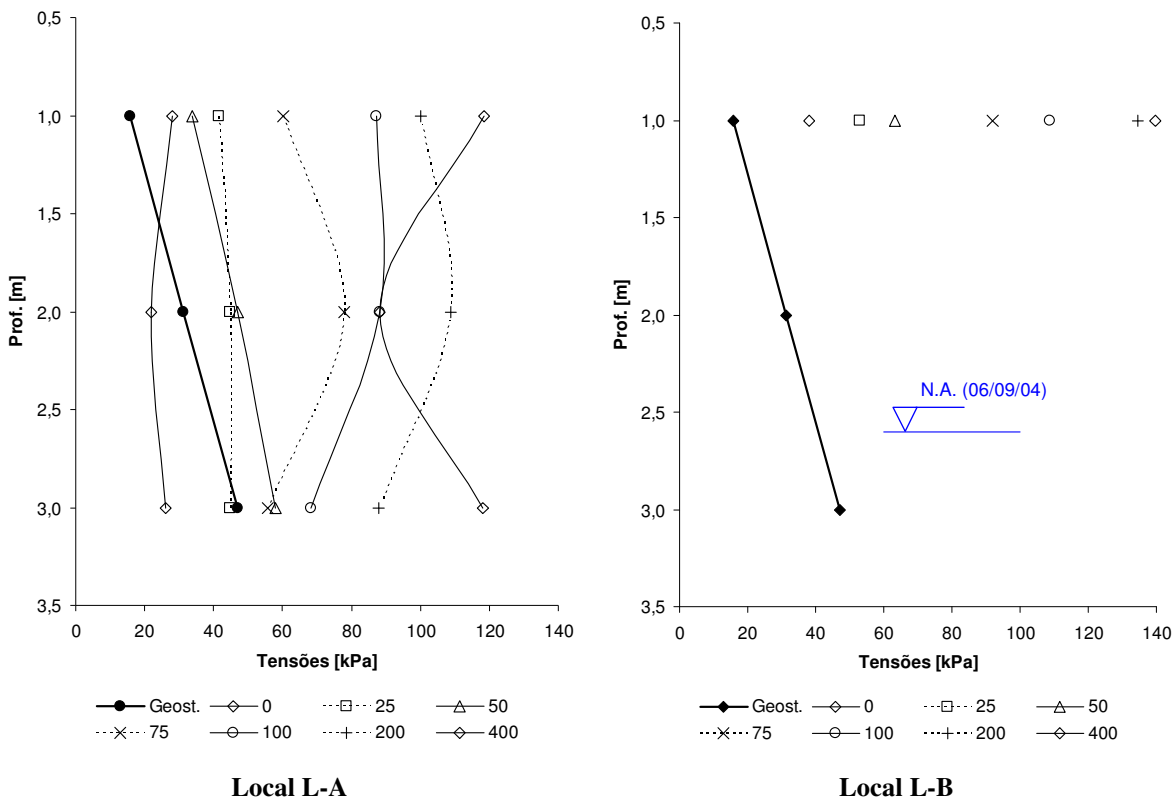 0,5
1,0
1,5
2,0
2,5
3,0
3,5
Prof. [m]
0 20 40 60 80 100 120 140
Tensões [kPa]
Geost. 0 25 50
75 100 200 400
Local L-A
0,5
1,0
1,5
2,0
2,5
3,0
3,5
Prof. [m]
N.A. (06/09/04)
0 20 40 60 80 100 120 140
Tensões [kPa]
Geost. 0 25 50
75 100 200 400
Local L-B